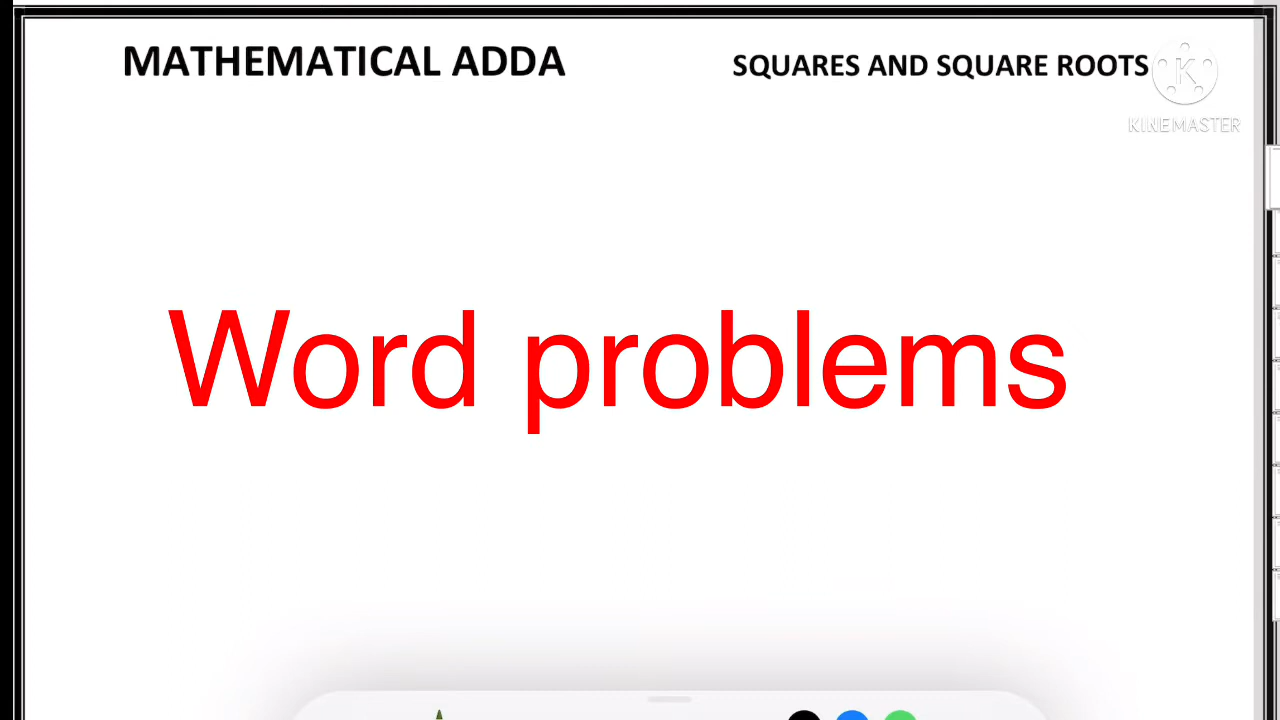 MATHEMATICAL ADDA
SQUARES AND SQUARE ROOTS
KINEMASTER
Word problems